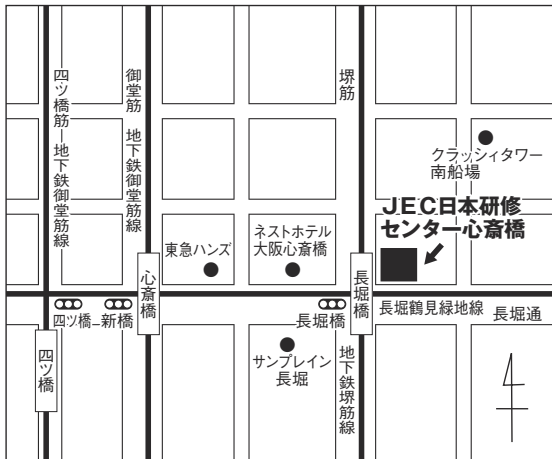 四ツ橋筋
地下鉄御堂筋線
御堂筋
地下鉄御堂筋線
堺筋
クラッシィタワー
南船場
JEC日本研修
センター心斎橋
東急ハンズ
ネストホテル
大阪心斎橋
心斎橋
長堀橋
四ツ橋
新橋
長堀橋
長堀鶴見緑地線
長堀通
四ツ橋
サンプレイン
長堀
地下鉄堺筋線